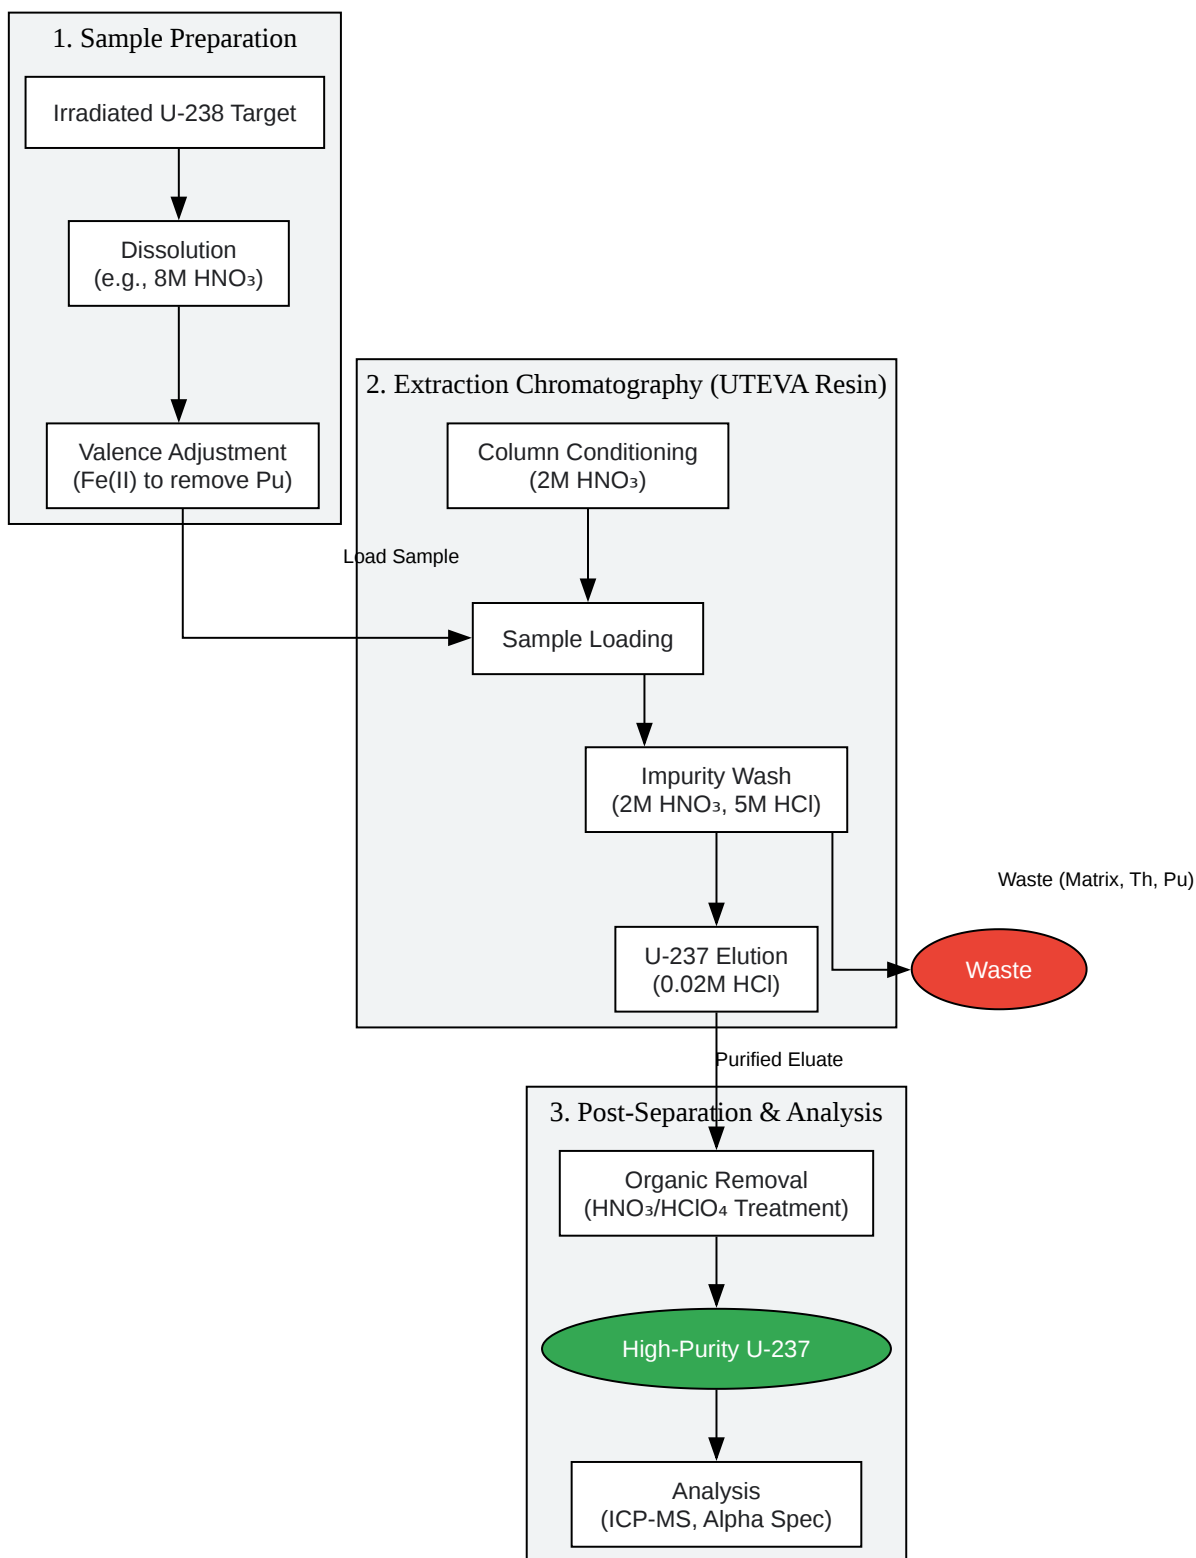 1. Sample Preparation
Irradiated U-238 Target
Dissolution
(e.g., 8M HNO₃)
Valence Adjustment
(Fe(II) to remove Pu)
Load Sample
2. Extraction Chromatography (UTEVA Resin)
Column Conditioning
(2M HNO₃)
Sample Loading
Impurity Wash
(2M HNO₃, 5M HCl)
Waste (Matrix, Th, Pu)
Waste
U-237 Elution
(0.02M HCl)
Purified Eluate
3. Post-Separation & Analysis
Organic Removal
(HNO₃/HClO₄ Treatment)
High-Purity U-237
Analysis
(ICP-MS, Alpha Spec)